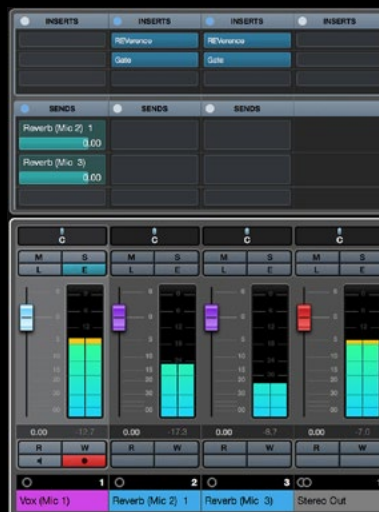 INSERTS INSERTS INSERTS INSERTS
REVerence REVerence
Gate Gate
SENDS SENDS SENDS
Reverb (Mic 2) 1
0.00
Reverb (Mic 3)
0.00
C C C C
M S M S M S M S
L E L E L E L E
0.00 -12.7 0.00 -17.3 0.00 -8.7 0.00 -7.0
R W R W R W R W
1 2 3 1
Vox (Mic 1) Reverb (Mic 2) 1 Reverb (Mic 3) Stereo Out